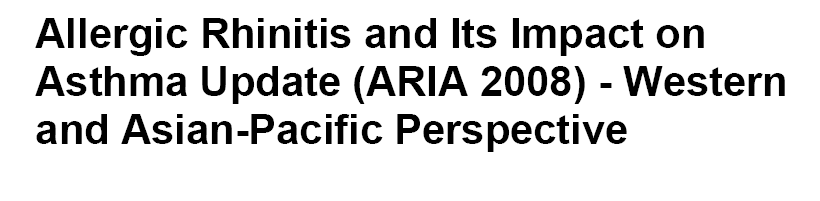 Allergic Rhinitis and Its Impact on
Asthma Update (ARIA 2008) - Western
and Asian-Pacific Perspective